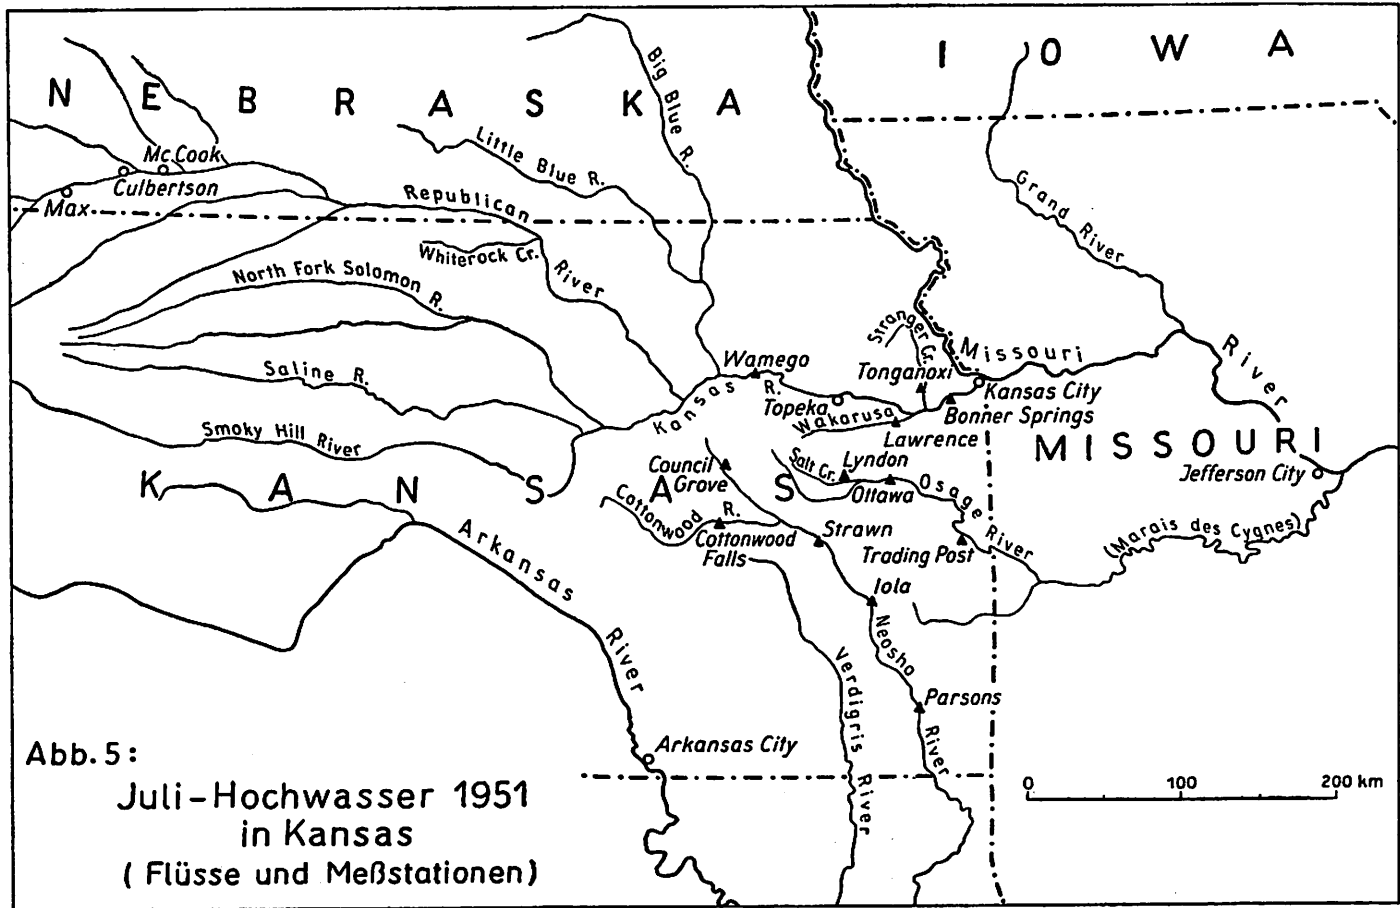 I O W A
N E B R A S K A
Big Blue R.
Mc.Cook
Culbertson
Max
Little Blue R.
Republican
River
Whiterock Cr.
Grand River
North Fork Solomon R.
Stranger Cr.
Missouri
River
Wamego
Tonganoxi
Kansas City
Saline R.
Kansas R.
Topeka
Wakarusa
Bonner Springs
Lawrence
Smoky Hill River
MISSOURI
Jefferson City
K A N S A S
Council
Grove
Salt Cr.
Lyndon
Ottawa
Osage
River
Cottonwood R.
Cottonwood
Falls
Strawn
Trading Post
(Marais des Cygnes)
Arkansas
River
Iola
Neosho
River
Verdigris River
Parsons
Arkansas City
Abb.5:
Juli-Hochwasser 1951
in Kansas
( Flüsse und Meßstationen)
0 100 200 km